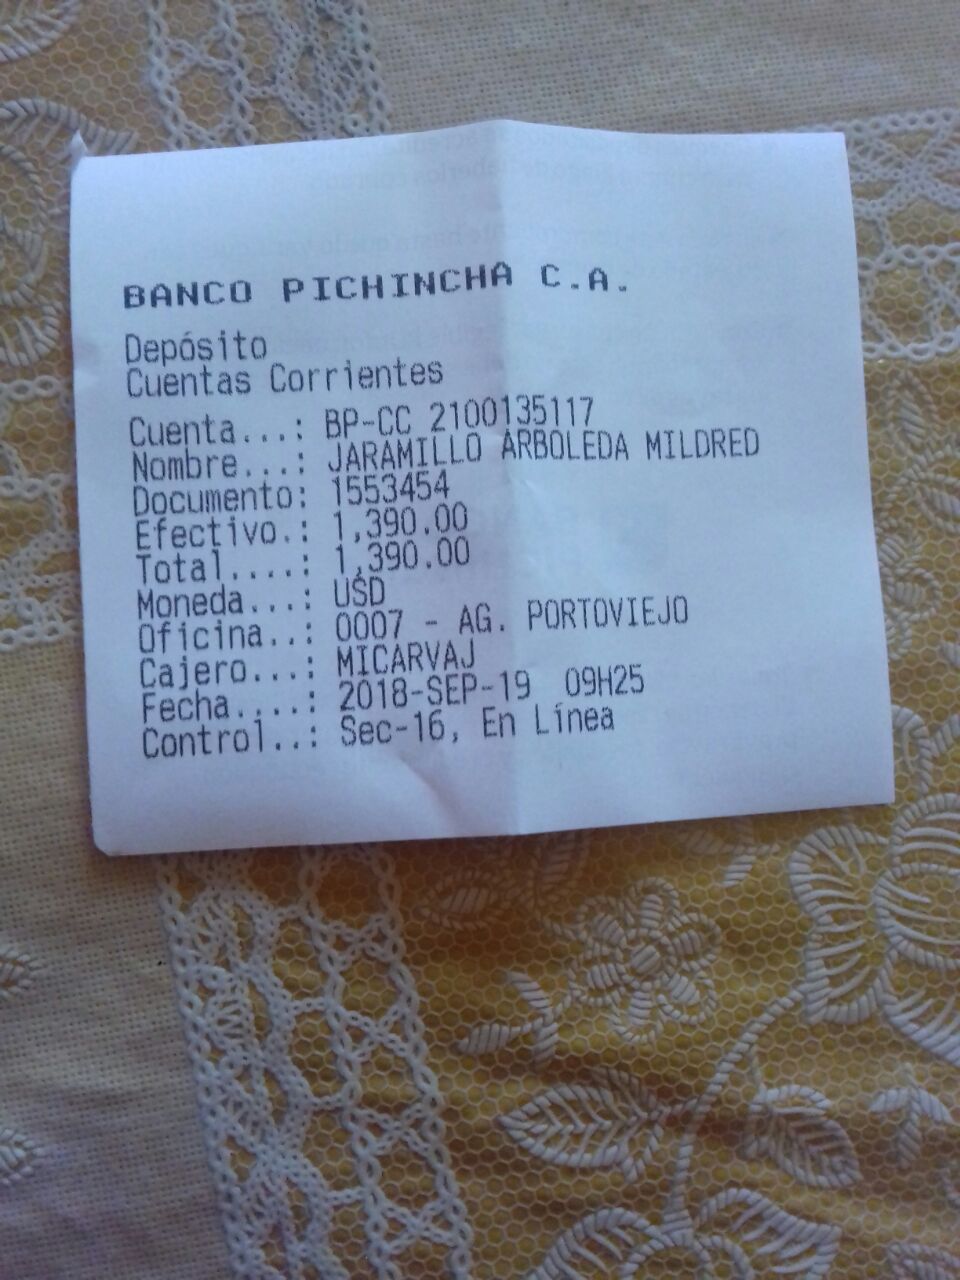 BANCO PICHINCHA C.A.
Depósito
Cuentas Corrientes
Cuenta...: BP-CC 2100135117
Nombre...: JARAMILLO ARBOLEDA MILDRED
Documento: 1553454
Efectivo.: 1,390.00
Total....: 1,390.00
Moneda...: USD
Oficina..: 0007 - AG. PORTOVIEJO
Cajero...: MICARVAJ
Fecha....: 2018-SEP-19 09H25
Control..: Sec-16, En Línea